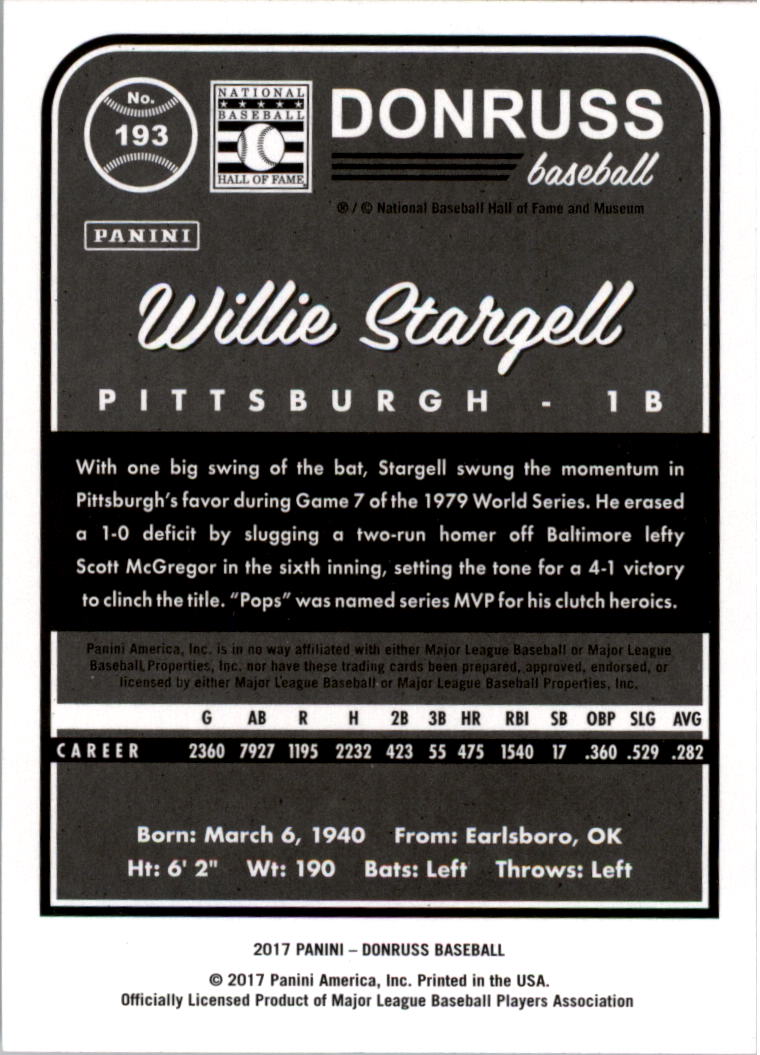 No.
193
NATIONAL
BASEBALL
HALL OF FAME
DONRUSS
baseball
® / © National Baseball Hall of Fame and Museum
PANINI
Willie Stargell
PITTSBURGH - 1B
With one big swing of the bat, Stargell swung the momentum in
Pittsburgh's favor during Game 7 of the 1979 World Series. He erased
a 1-0 deficit by slugging a two-run homer off Baltimore lefty
Scott McGregor in the sixth inning, setting the tone for a 4-1 victory
to clinch the title. "Pops" was named series MVP for his clutch heroics.
Panini America, Inc. is in no way affiliated with either Major League Baseball or Major League
Baseball Properties, Inc. nor have these trading cards been prepared, approved, endorsed, or
licensed by either Major League Baseball or Major League Baseball Properties, Inc.
G AB R H 2B 3B HR RBI SB OBP SLG AVG
CAREER 2360 7927 1195 2232 423 55 475 1540 17 .360 .529 .282
Born: March 6, 1940 From: Earlsboro, OK
Ht: 6' 2" Wt: 190 Bats: Left Throws: Left
2017 PANINI – DONRUSS BASEBALL
© 2017 Panini America, Inc. Printed in the USA.
Officially Licensed Product of Major League Baseball Players Association